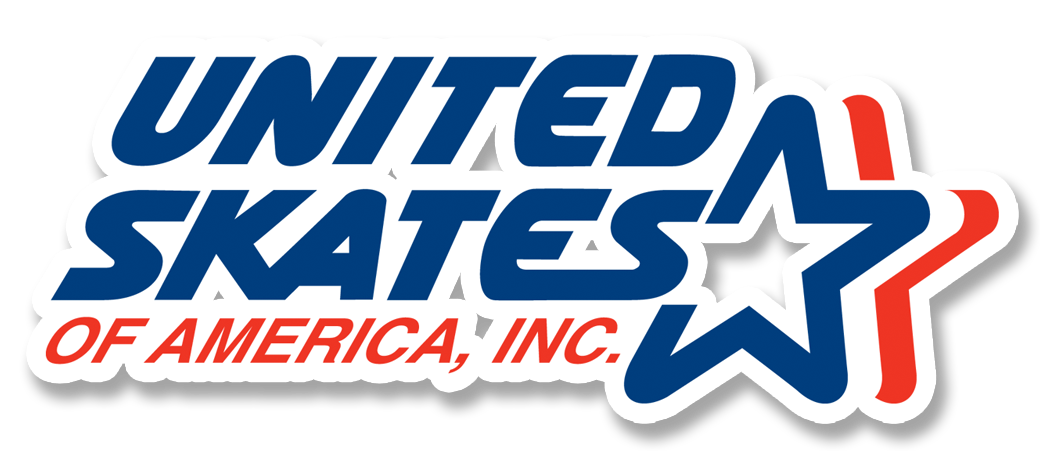 UNITED
SKATES
OF AMERICA, INC.